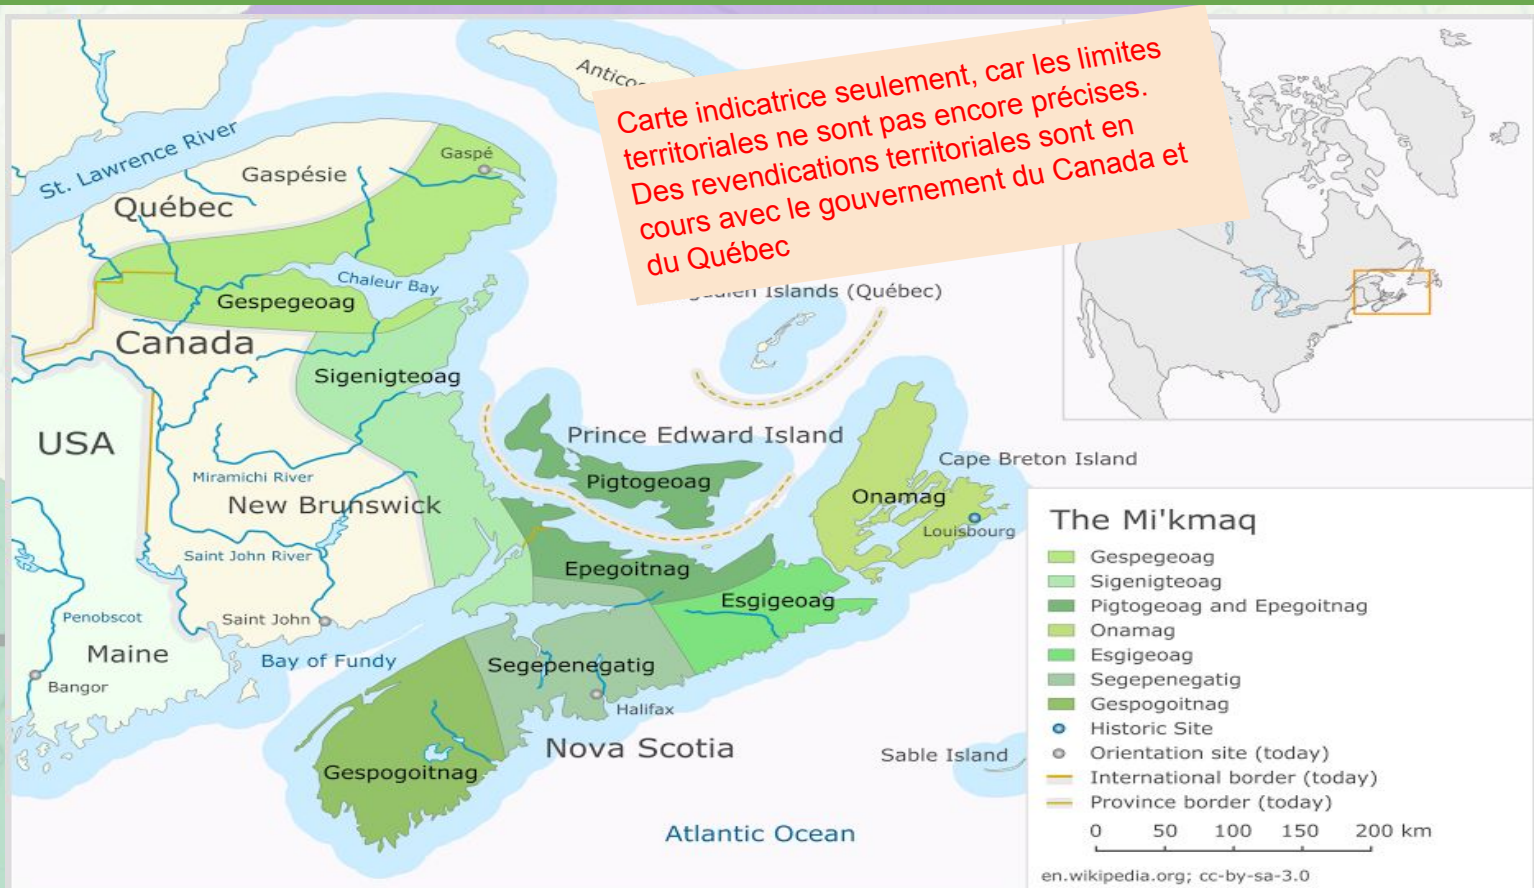 Carte indicatrice seulement, car les limites
territoriales ne sont pas encore précises.
Des revendications territoriales sont en
cours avec le gouvernement du Canada et
du Québec
St. Lawrence River
Gaspésie
Gaspé
Québec
Chaleur Bay
Gespegeoag
Islands (Québec)
Canada
Sigenigteoag
USA
Prince Edward Island
Cape Breton Island
Miramichi River
Pigtogeoag
Onamag
New Brunswick
Louisbourg
Saint John River
Epegoitnag
Esgigeoag
Penobscot
Saint John
Maine
Bay of Fundy
Segepenegatig
Bangor
Halifax
Nova Scotia
Sable Island
Gespogoitnag
Atlantic Ocean
The Mi'kmaq
Gespegeoag
Sigenigteoag
Pigtogeoag and Epegoitnag
Onamag
Esgigeoag
Segepenegatig
Gespogoitnag
Historic Site
Orientation site (today)
International border (today)
Province border (today)
0 50 100 150 200 km
en.wikipedia.org; cc-by-sa-3.0